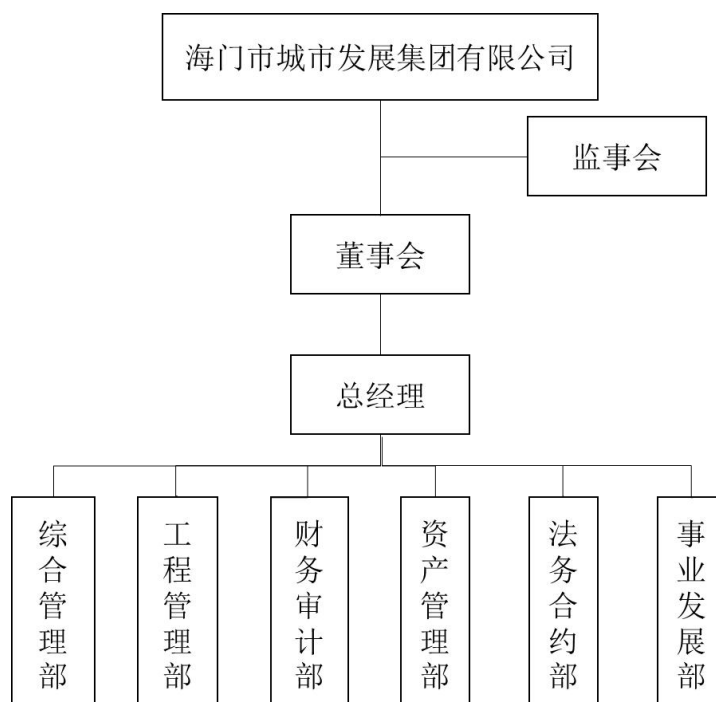 海门市城市发展集团有限公司
监事会
董事会
总经理
综合管理部
工程管理部
财务审计部
资产管理部
法务合约部
事业发展部